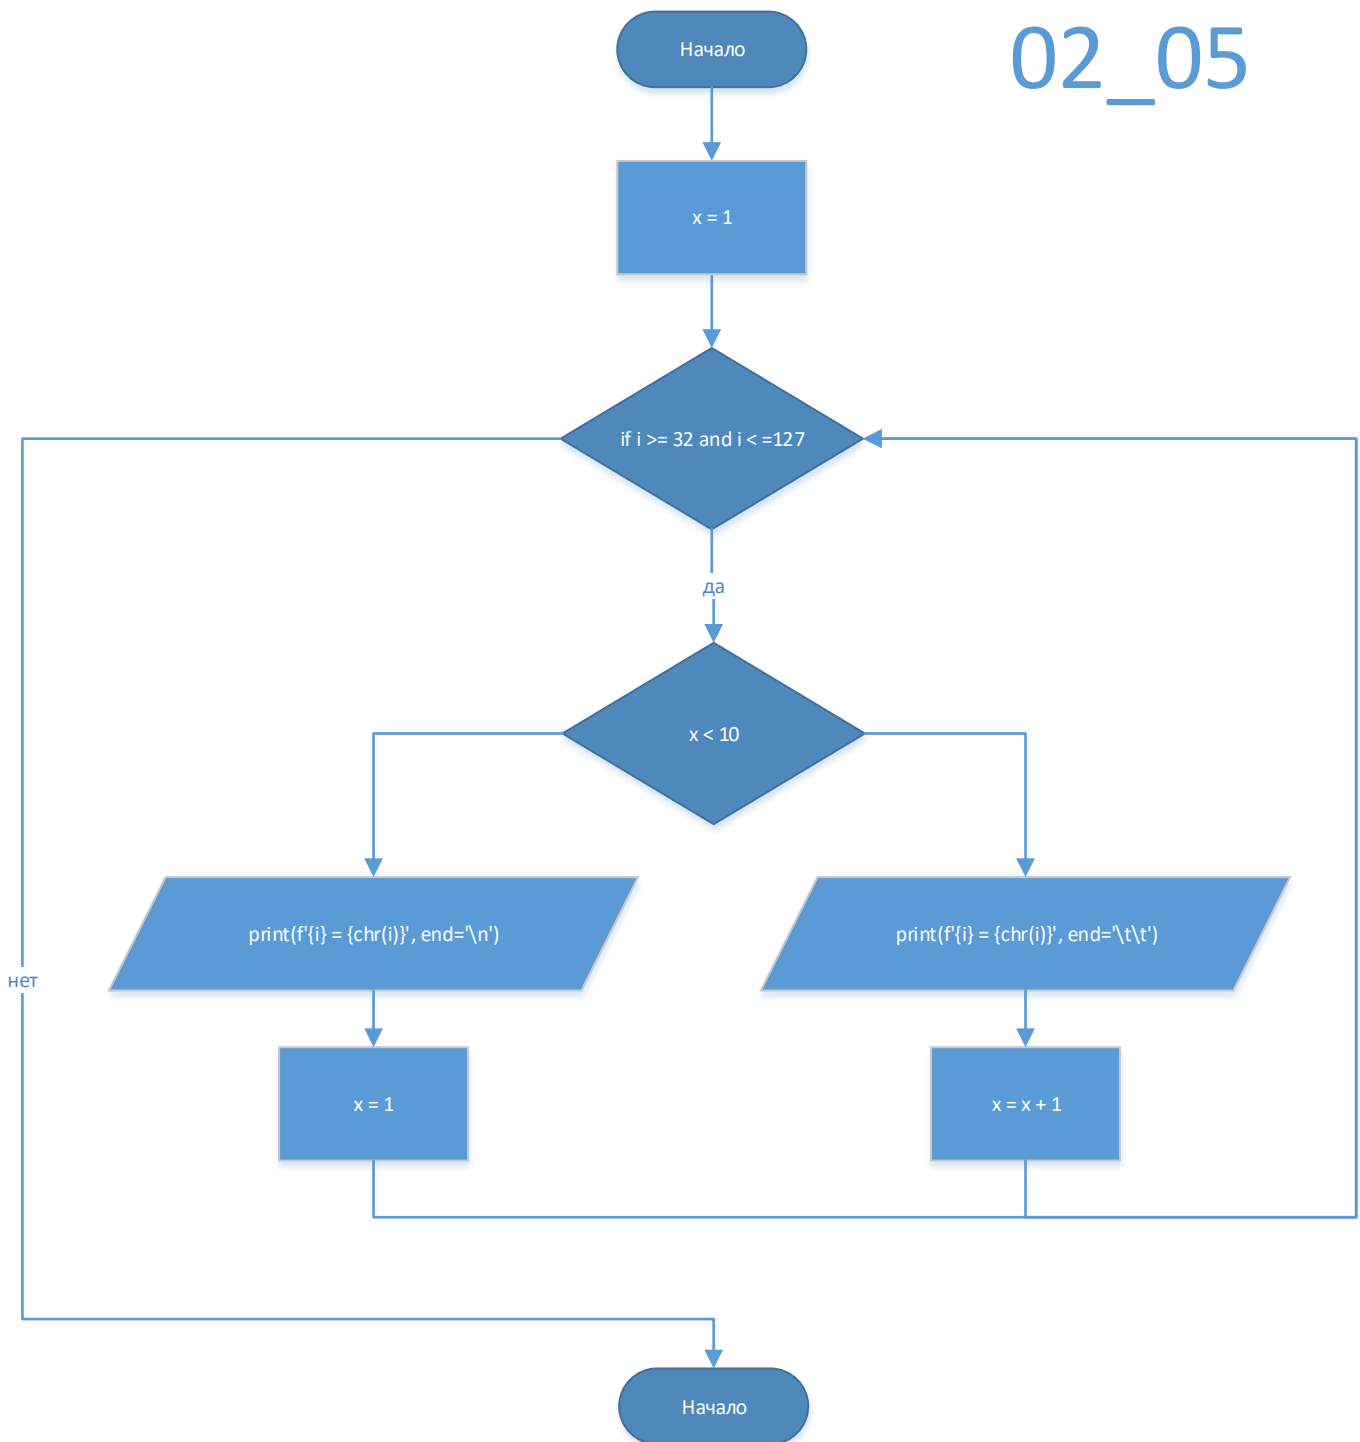 Начало
02_05
x = 1
if i >= 32 and i < =127
да
x < 10
print(f'{i} = {chr(i)}', end='\n')
print(f'{i} = {chr(i)}', end='\t\t')
нет
x = 1
x = x + 1
Начало